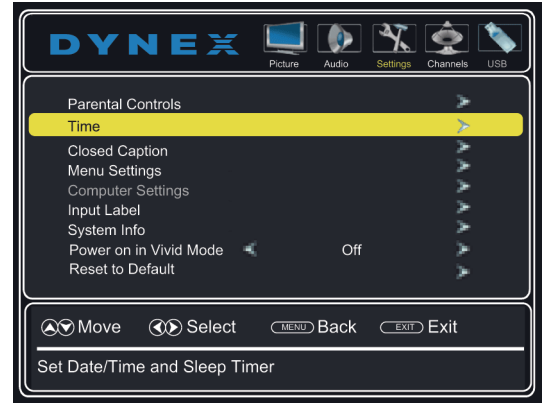 DYNEX
Picture Audio Settings Channels USB
Parental Controls
Time
Closed Caption
Menu Settings
Computer Settings
Input Label
System Info
Power on in Vivid Mode Off
Reset to Default
Move Select MENU Back EXIT Exit
Set Date/Time and Sleep Timer